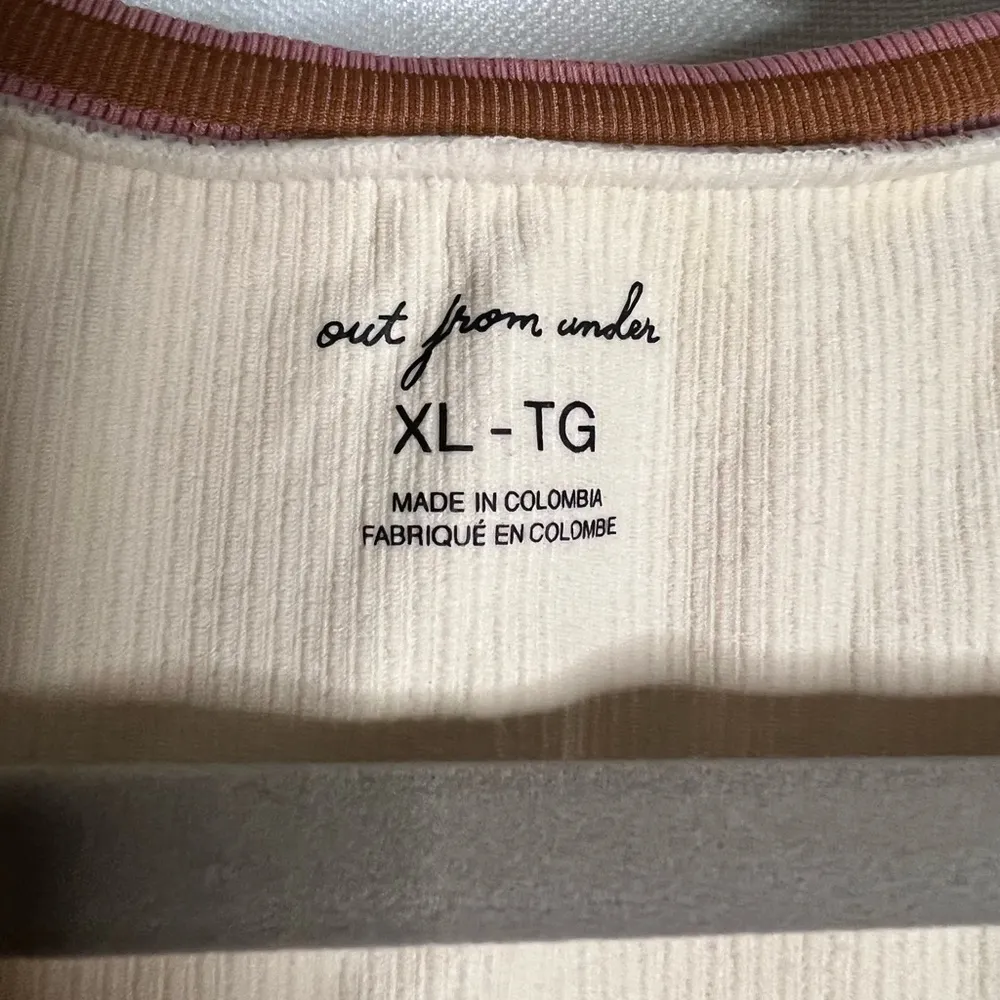 out from under
XL - TG
MADE IN COLOMBIA
FABRIQUÉ EN COLOMBE